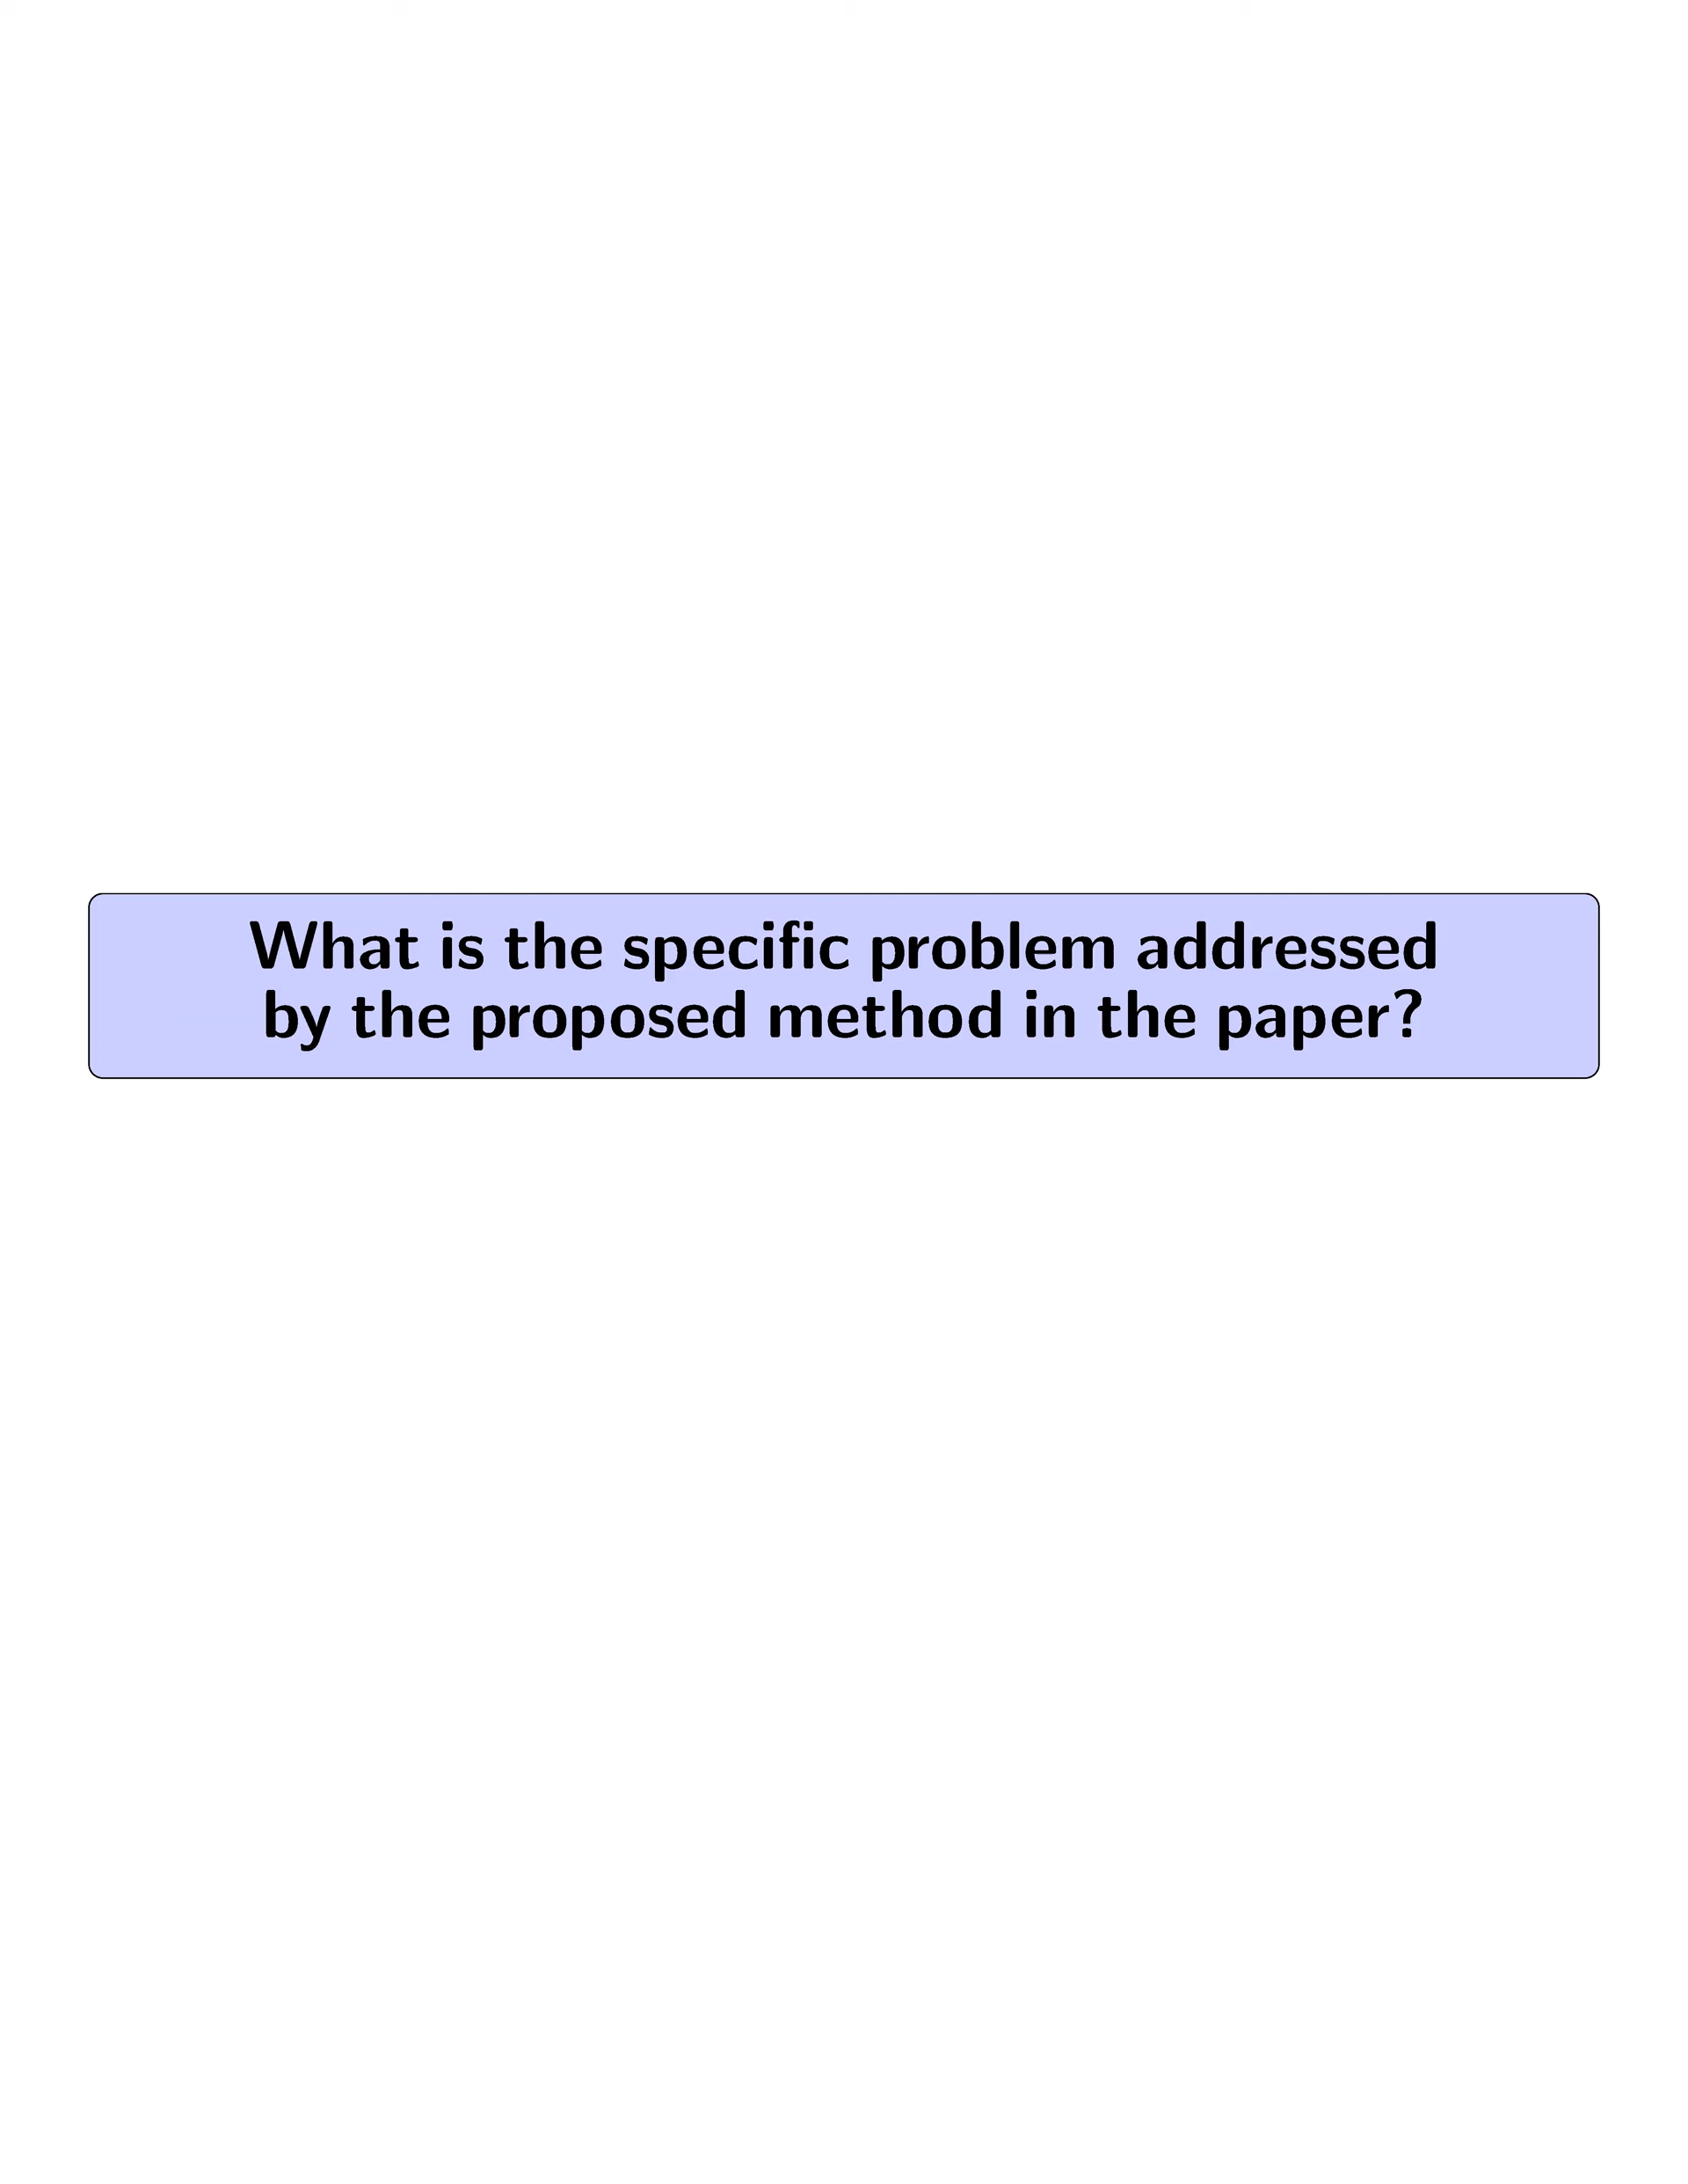 What is the specific problem addressed
by the proposed method in the paper?